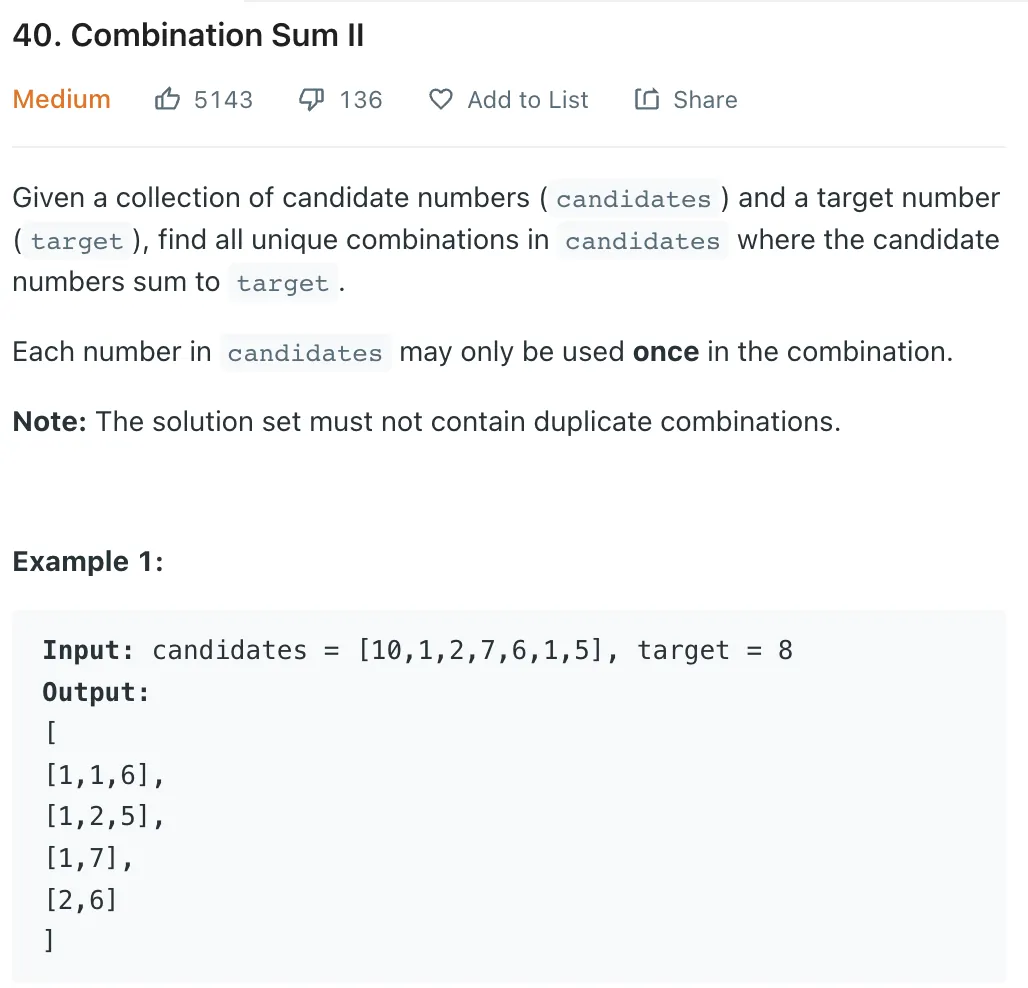 40. Combination Sum II
Medium 5143 136 Add to List Share
Given a collection of candidate numbers ( candidates ) and a target number
( target ), find all unique combinations in candidates where the candidate
numbers sum to target .
Each number in candidates may only be used once in the combination.
Note: The solution set must not contain duplicate combinations.
Example 1:
Input: candidates = [10,1,2,7,6,1,5], target = 8
Output:
[
[1,1,6],
[1,2,5],
[1,7],
[2,6]
]